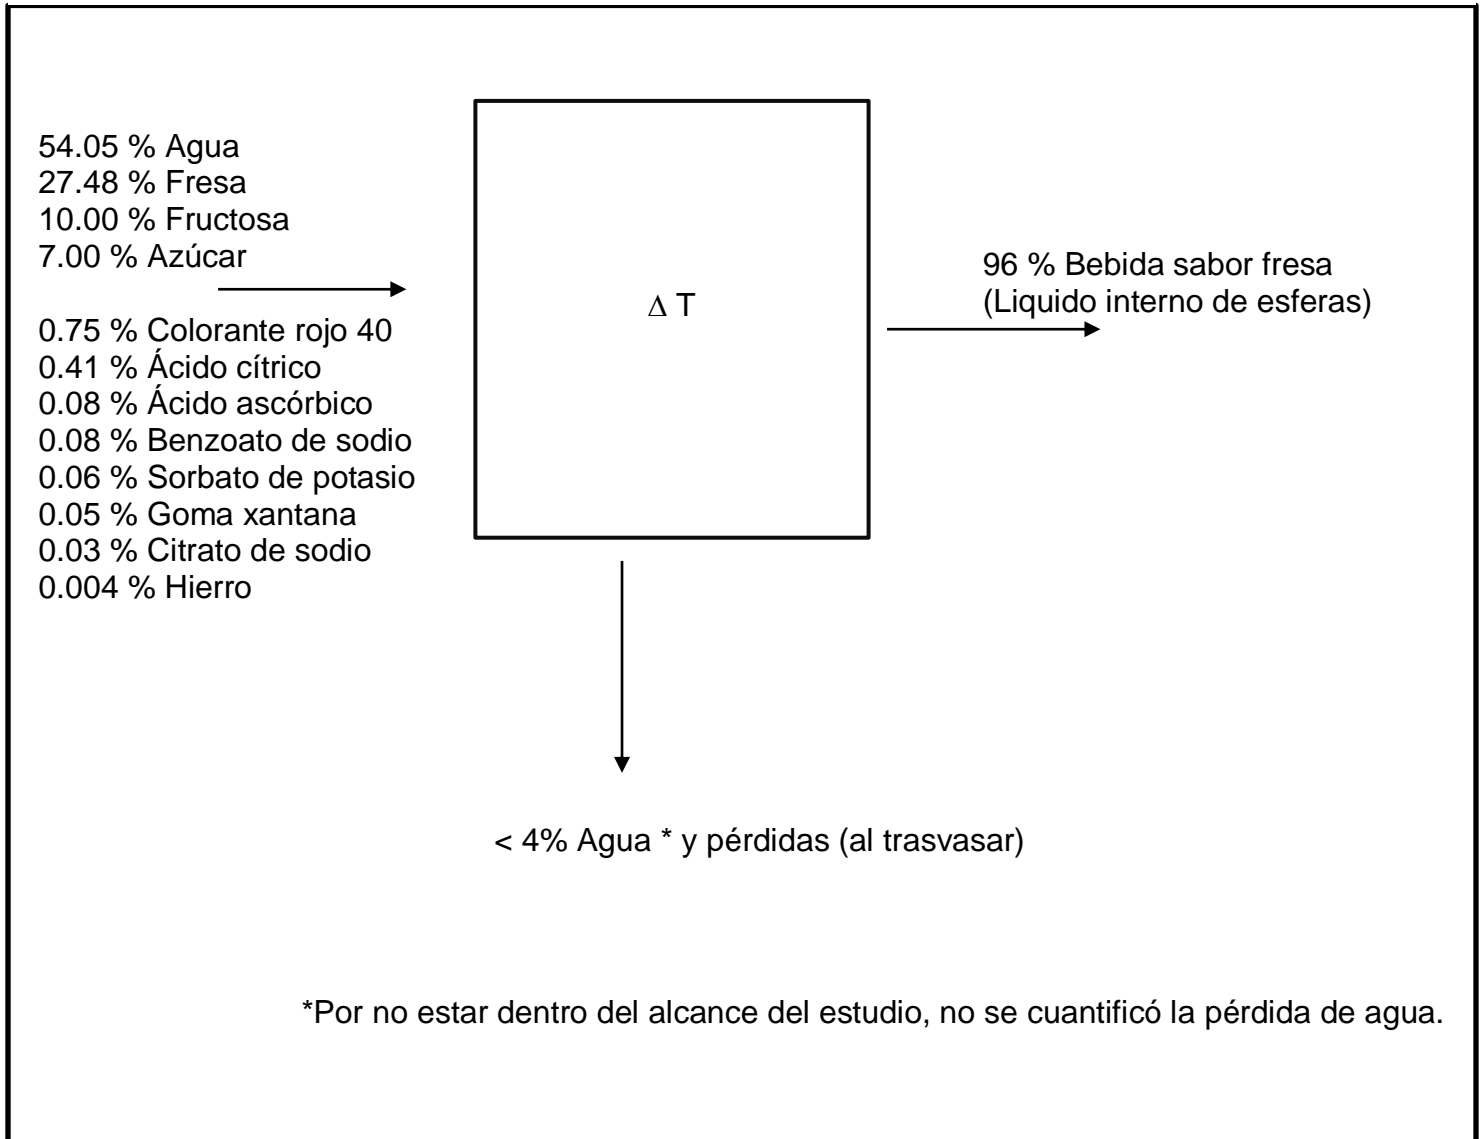 54.05 % Agua
27.48 % Fresa
10.00 % Fructosa
7.00 % Azúcar
0.75 % Colorante rojo 40
0.41 % Ácido cítrico
0.08 % Ácido ascórbico
0.08 % Benzoato de sodio
0.06 % Sorbato de potasio
0.05 % Goma xantana
0.03 % Citrato de sodio
0.004 % Hierro
Δ T
96 % Bebida sabor fresa
(Liquido interno de esferas)
< 4% Agua * y pérdidas (al trasvasar)
*Por no estar dentro del alcance del estudio, no se cuantificó la pérdida de agua.